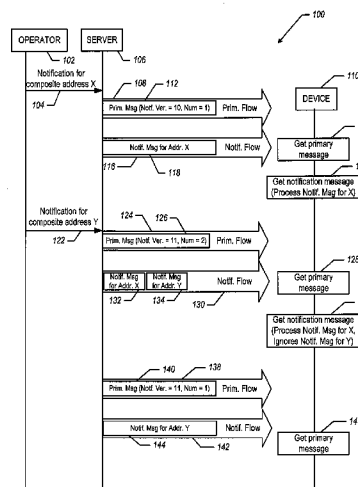 100
OPERATOR
SERVER
102
106
Notification for
composite address X
104
108
112
Prim. Msg (Notif. Ver. = 10, Num = 1)
Prim. Flow
110
DEVICE
Notif. Msg for Addr. X
Notif. Flow
116
118
Get primary
message
Get notification message
(Process Notif. Msg for X)
Notification for
composite address Y
122
124
126
Prim. Msg (Notif. Ver. = 11, Num = 2)
Prim. Flow
Notif. Msg
for Addr. X
Notif. Msg
for Addr. Y
Notif. Flow
132
134
130
128
Get primary
message
Get notification message
(Process Notif. Msg for X,
Ignores Notif. Msg for Y)
140
138
Prim. Msg (Notif. Ver. = 11, Num = 1)
Prim. Flow
Notif. Msg for Addr. Y
Notif. Flow
144
142
Get primary
message